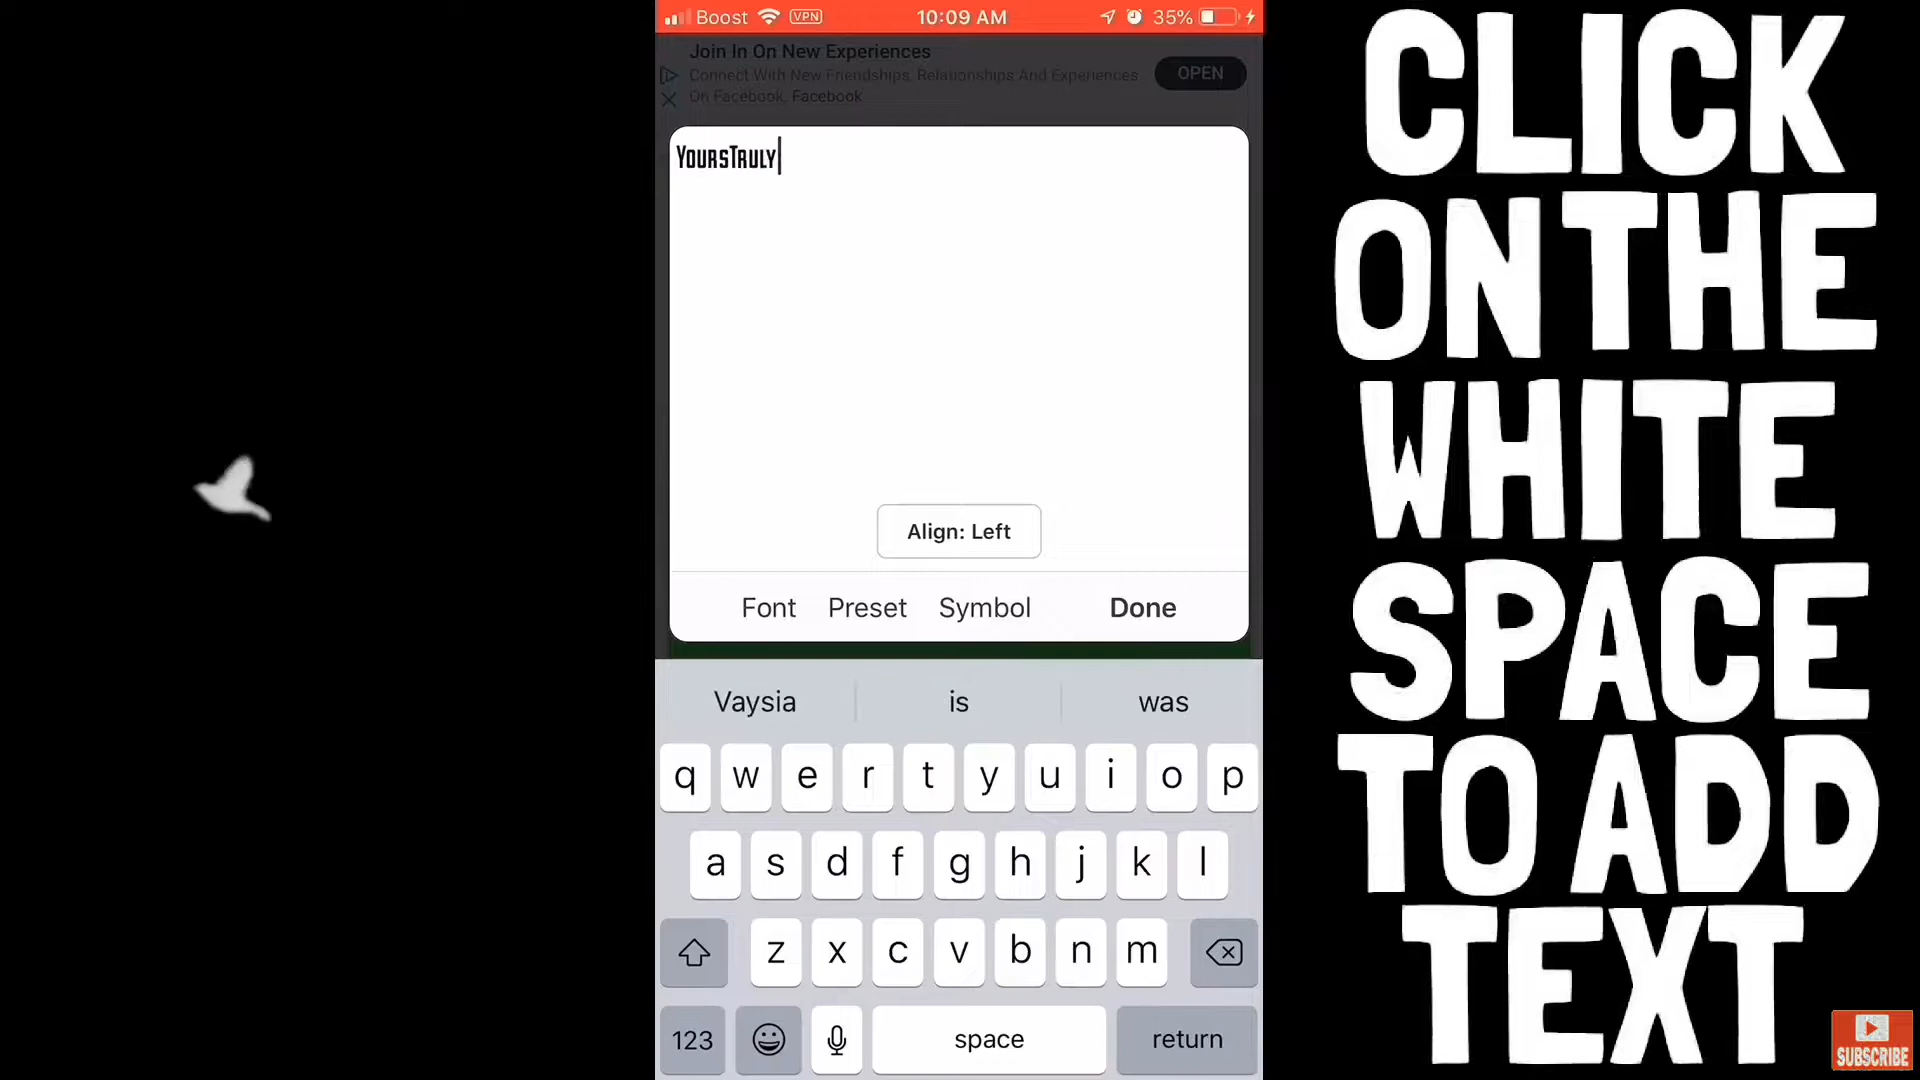 Boost VPN 10:09 AM 35%
Join In On New Experiences
Connect With New Friendships, Relationships And Experiences
On Facebook. Facebook
OPEN
YoursTruly
Align: Left
Font Preset Symbol Done
Vaysia is was
q w e r t y u i o p
a s d f g h j k l
z x c v b n m
123 space return
CLICK
ON THE
WHITE
SPACE
TO ADD
TEXT
SUBSCRIBE